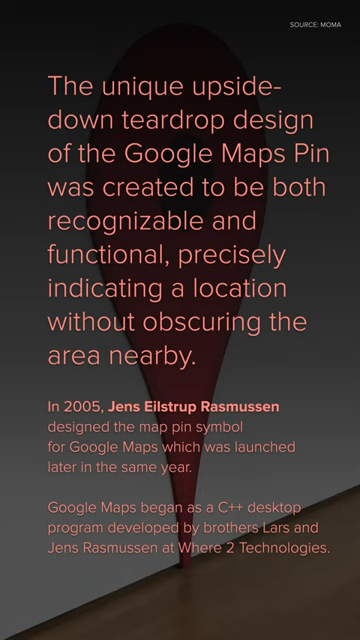 SOURCE: MOMA
The unique upside-
down teardrop design
of the Google Maps Pin
was created to be both
recognizable and
functional, precisely
indicating a location
without obscuring the
area nearby.
In 2005, Jens Eilstrup Rasmussen
designed the map pin symbol
for Google Maps which was launched
later in the same year.
Google Maps began as a C++ desktop
program developed by brothers Lars and
Jens Rasmussen at Where 2 Technologies.